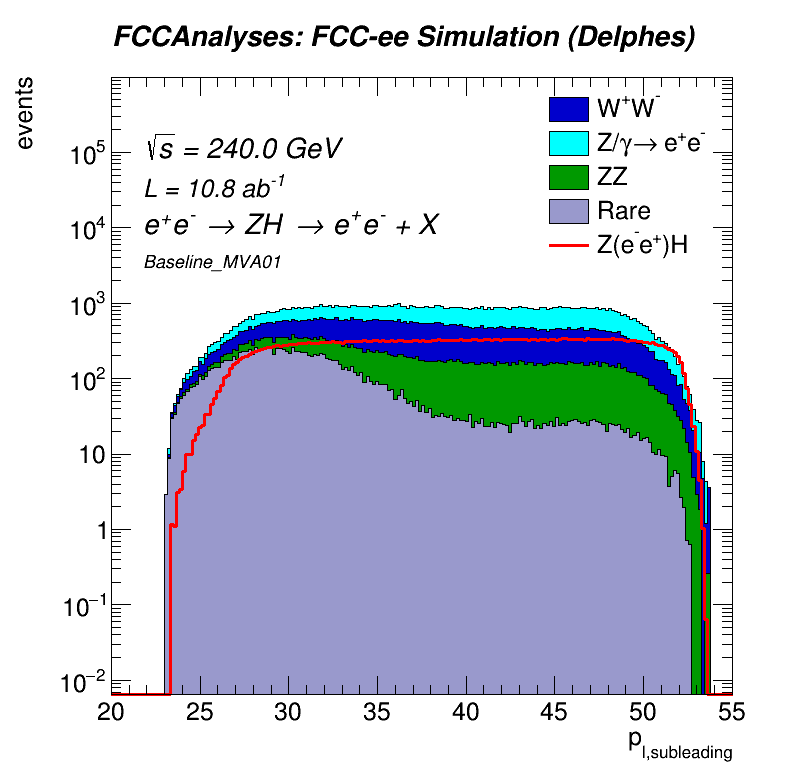 FCCAnalyses: FCC-ee Simulation (Delphes)
events
√s = 240.0 GeV
L = 10.8 ab⁻¹
e⁺e⁻ → ZH → e⁺e⁻ + X
Baseline_MVA01
W⁺W⁻
Z/γ→ e⁺e⁻
ZZ
Rare
Z(e⁻e⁺)H
10⁵
10⁴
10³
10²
10
1
10⁻¹
10⁻²
20 25 30 35 40 45 50 55
p_l,subleading